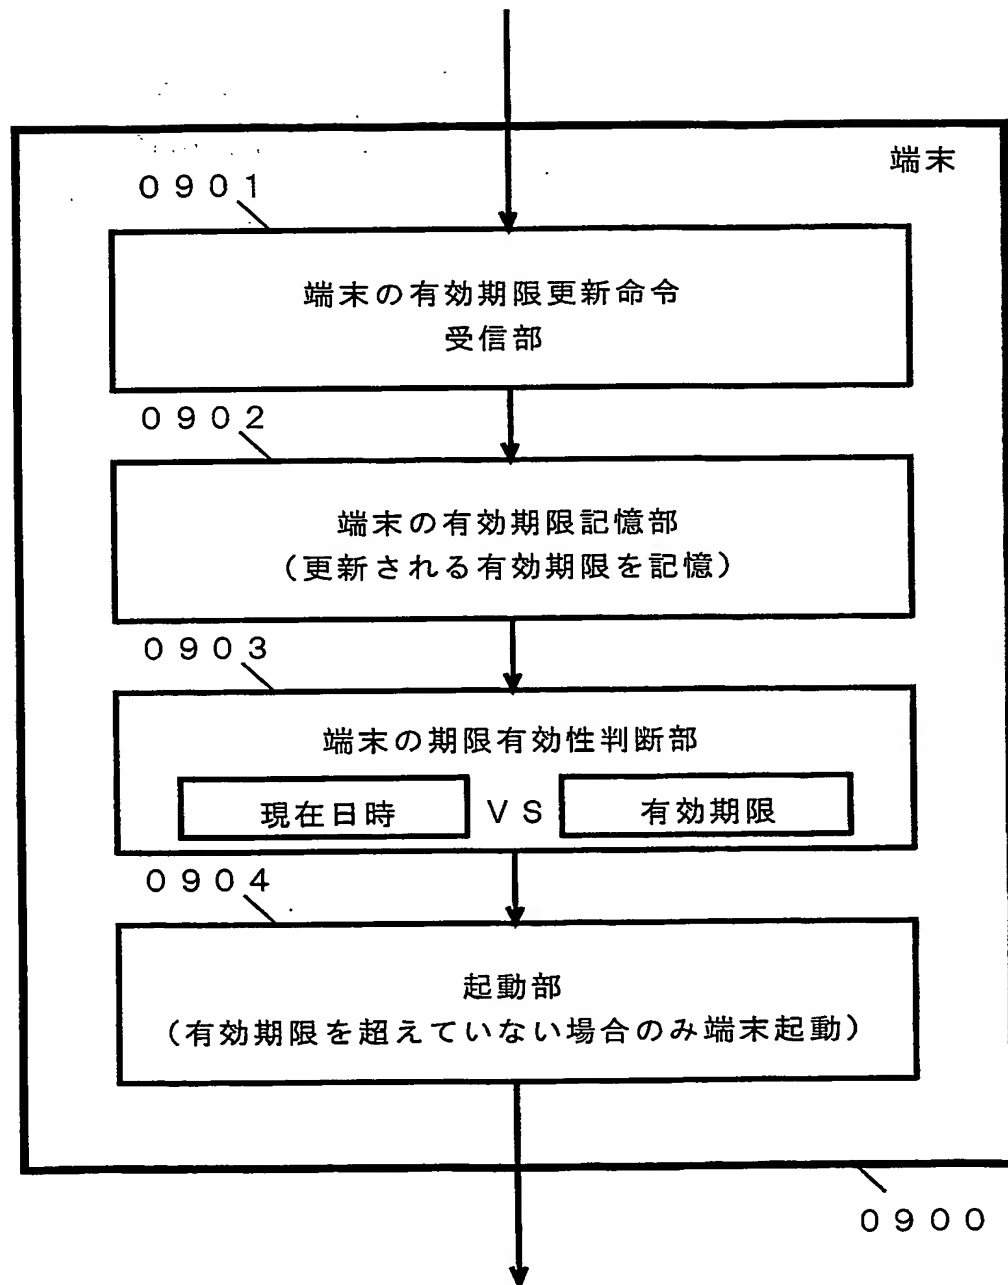 端末
0901
端末の有効期限更新命令
受信部
0902
端末の有効期限記憶部
(更新される有効期限を記憶)
0903
端末の期限有効性判断部
現在日時 VS 有効期限
0904
起動部
(有効期限を超えていない場合のみ端末起動)
0900